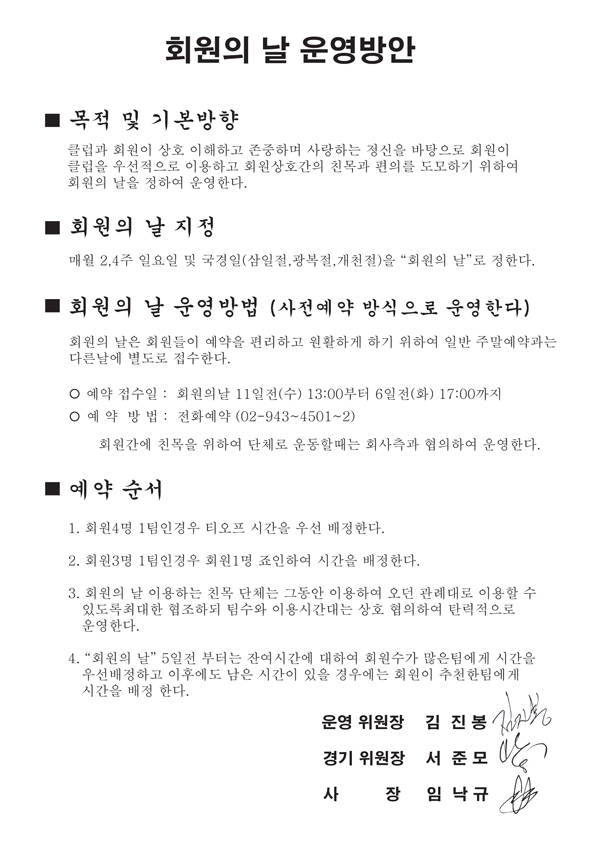 회원의 날 운영방안
■ 목적 및 기본방향
클럽과 회원이 상호 이해하고 존중하며 사랑하는 정신을 바탕으로 회원이
클럽을 우선적으로 이용하고 회원상호간의 친목과 편의를 도모하기 위하여
회원의 날을 정하여 운영한다.
■ 회원의 날 지정
매월 2,4주 일요일 및 국경일(삼일절,광복절,개천절)을 “회원의 날”로 정한다.
■ 회원의 날 운영방법 (사전예약 방식으로 운영한다)
회원의 날은 회원들이 예약을 편리하고 원활하게 하기 위하여 일반 주말예약과는
다른날에 별도로 접수한다.
○ 예약 접수일 : 회원의날 11일전(수) 13:00부터 6일전(화) 17:00까지
○ 예 약 방 법 : 전화예약 (02-943~4501~2)
회원간에 친목을 위하여 단체로 운동할때는 회사측과 협의하여 운영한다.
■ 예약 순서
1. 회원4명 1팀인경우 티오프 시간을 우선 배정한다.
2. 회원3명 1팀인경우 회원1명 죠인하여 시간을 배정한다.
3. 회원의 날 이용하는 친목 단체는 그동안 이용하여 오던 관례대로 이용할 수
있도록최대한 협조하되 팀수와 이용시간대는 상호 협의하여 탄력적으로
운영한다.
4. “회원의 날” 5일전 부터는 잔여시간에 대하여 회원수가 많은팀에게 시간을
우선배정하고 이후에도 남은 시간이 있을 경우에는 회원이 추천한팀에게
시간을 배정 한다.
운영 위원장 김 진 봉
경기 위원장 서 준 모
사 장 임 낙 규